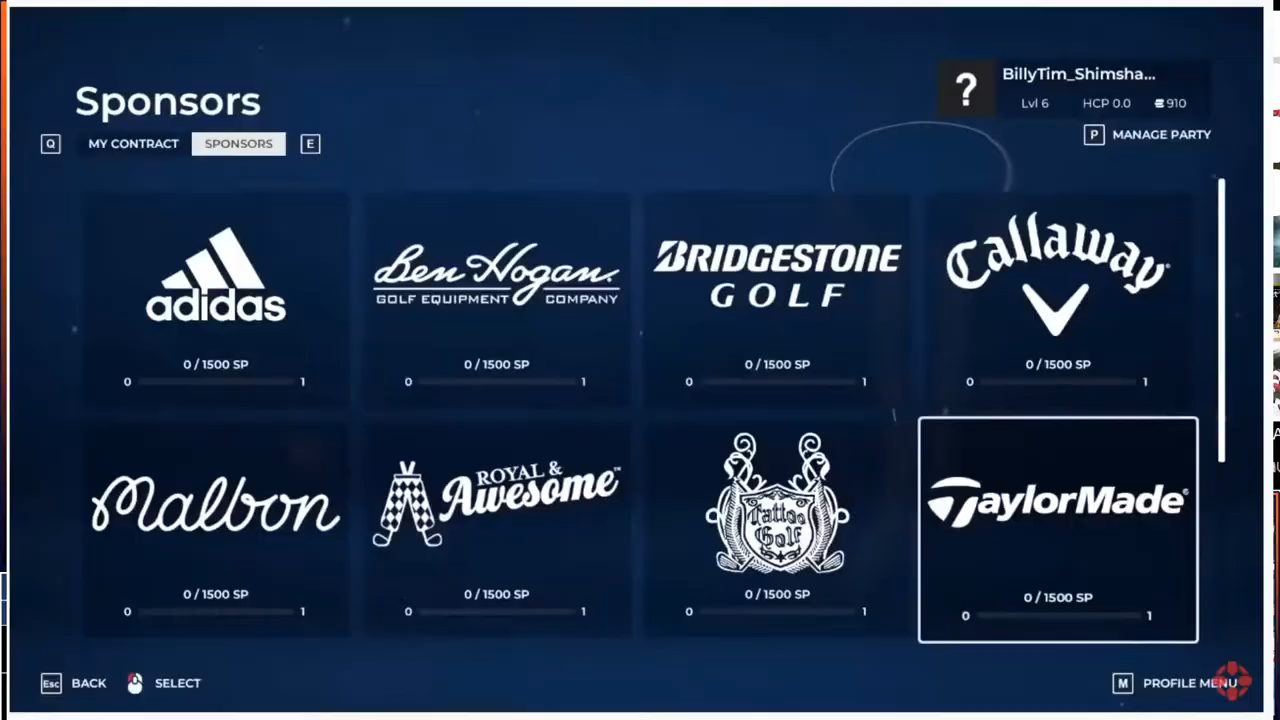 Sponsors
BillyTim_Shimsha...
Lvl 6 HCP 0.0 910
Q MY CONTRACT SPONSORS E
P MANAGE PARTY
adidas
0 / 1500 SP
0 1
Ben Hogan.
GOLF EQUIPMENT COMPANY
0 / 1500 SP
0 1
BRIDGESTONE
GOLF
0 / 1500 SP
0 1
Callaway®
0 / 1500 SP
0 1
Malbon
0 / 1500 SP
0 1
ROYAL &
Awesome™
0 / 1500 SP
0 1
Tattoo
Golf
0 / 1500 SP
0 1
TaylorMade®
0 / 1500 SP
0 1
Esc BACK SELECT
M PROFILE MENU